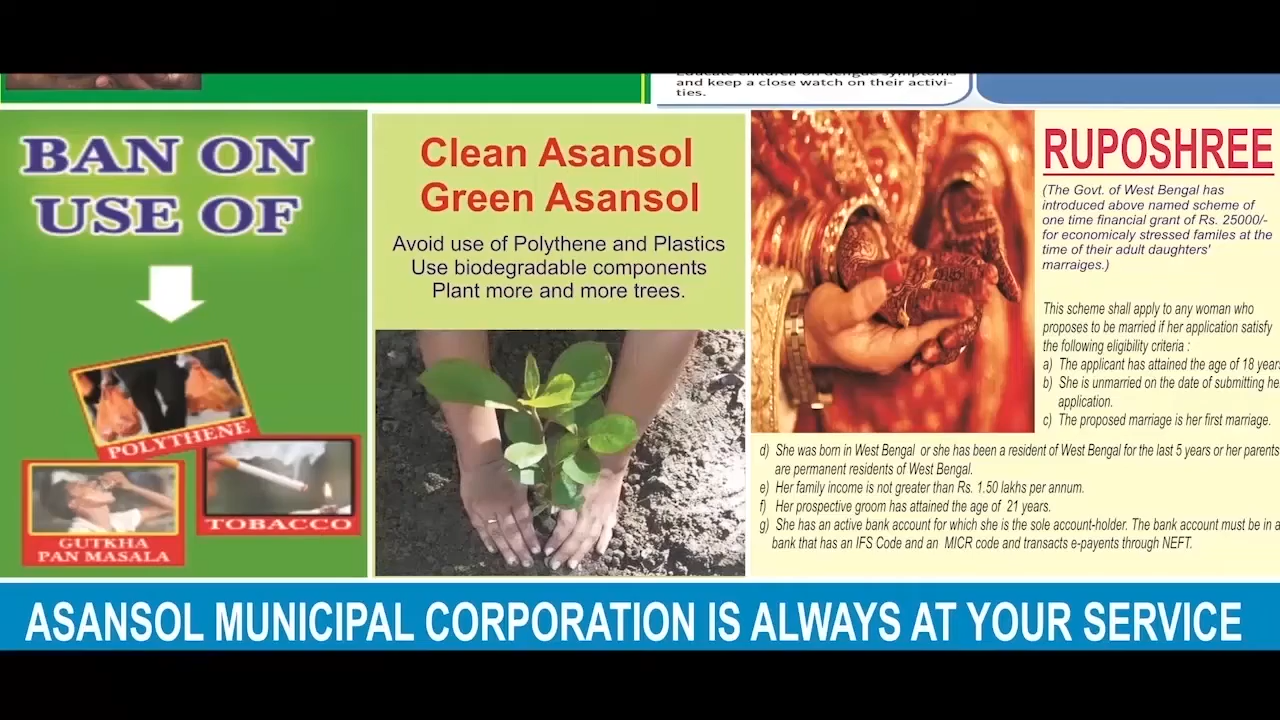 Educate children on dengue symptoms
and keep a close watch on their activi-
ties.
BAN ON
USE OF
POLYTHENE
TOBACCO
GUTKHA
PAN MASALA
Clean Asansol
Green Asansol
Avoid use of Polythene and Plastics
Use biodegradable components
Plant more and more trees.
RUPOSHREE
(The Govt. of West Bengal has
introduced above named scheme of
one time financial grant of Rs. 25000/-
for economicaly stressed familes at the
time of their adult daughters'
marraiges.)
This scheme shall apply to any woman who
proposes to be married if her application satisfy
the following eligibility criteria :
a) The applicant has attained the age of 18 years
b) She is unmarried on the date of submitting he
application.
c) The proposed marriage is her first marriage.
d) She was born in West Bengal or she has been a resident of West Bengal for the last 5 years or her parents
are permanent residents of West Bengal.
e) Her family income is not greater than Rs. 1.50 lakhs per annum.
f) Her prospective groom has attained the age of 21 years.
g) She has an active bank account for which she is the sole account-holder. The bank account must be in a
bank that has an IFS Code and an MICR code and transacts e-payents through NEFT.
ASANSOL MUNICIPAL CORPORATION IS ALWAYS AT YOUR SERVICE